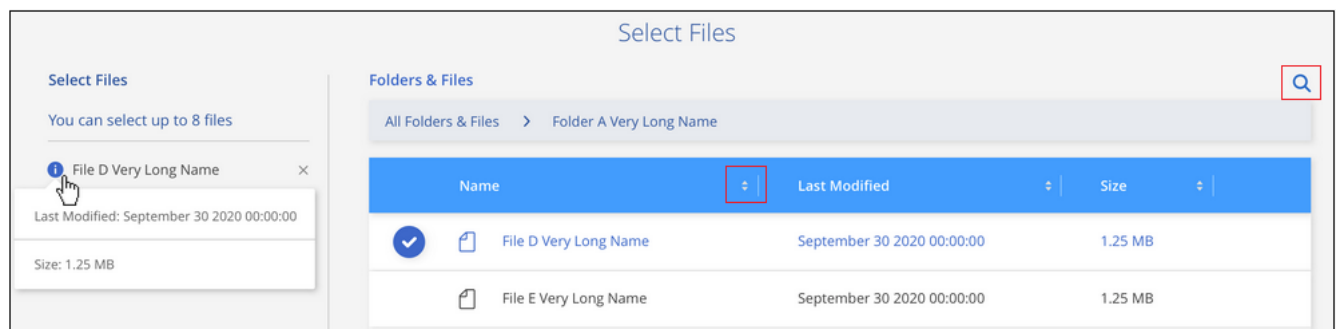 Select Files
Select Files
You can select up to 8 files
File D Very Long Name
Last Modified: September 30 2020 00:00:00
Size: 1.25 MB
Folders & Files
All Folders & Files > Folder A Very Long Name
Name Last Modified Size
File D Very Long Name September 30 2020 00:00:00 1.25 MB
File E Very Long Name September 30 2020 00:00:00 1.25 MB